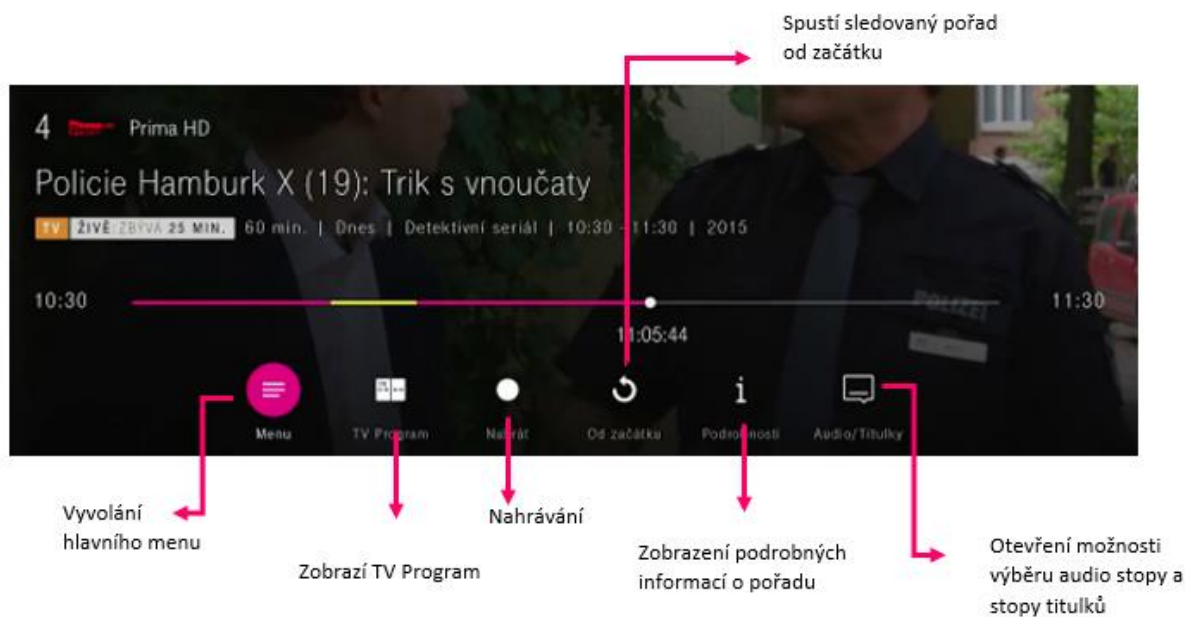 Spustí sledovaný pořad
od začátku
4 Prima HD
Policie Hamburk X (19): Trik s vnoučaty
TV ŽIVĚ ZBÝVÁ 25 MIN. 60 min. | Dnes | Detektivní seriál | 10:30 - 11:30 | 2015
10:30
11:30
POLIZEI
11:05:44
Menu
TV Program
Nahrát
Od začátku
Podrobnosti
Audio/Titulky
Vyvolání
hlavního menu
Zobrazí TV Program
Nahrávání
Zobrazení podrobných
informací o pořadu
Otevření možnosti
výběru audio stopy a
stopy titulků